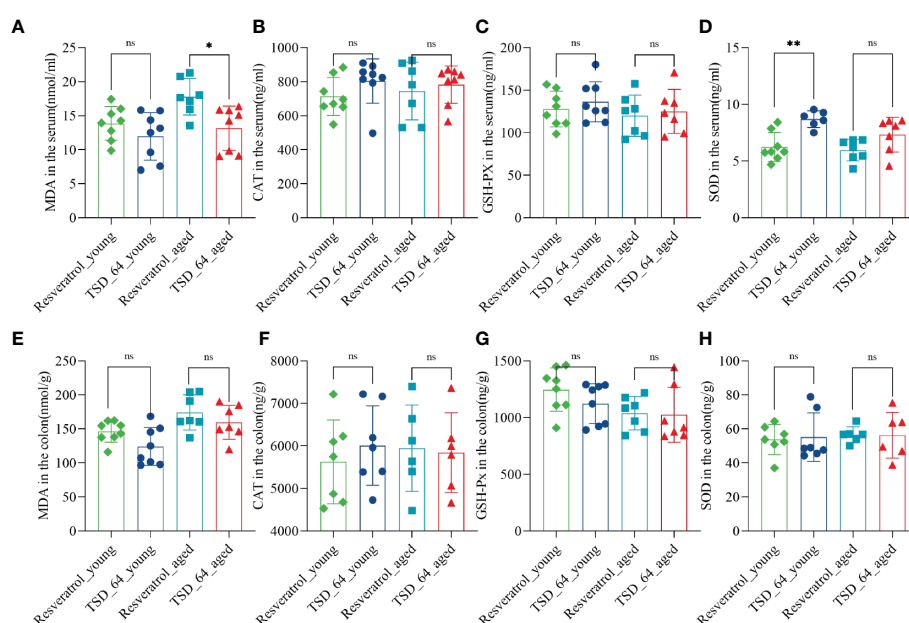 A
B
C
D
MDA in the serum(nmol/ml)
25
20
15
10
5
0
ns
*
Resveratrol_young
TSD_64_young
Resveratrol_aged
TSD_64_aged
CAT in the serum(ng/ml)
1000
800
600
400
200
0
ns
ns
Resveratrol_young
TSD_64_young
Resveratrol_aged
TSD_64_aged
GSH-PX in the serum(ng/ml)
200
150
100
50
0
ns
ns
Resveratrol_young
TSD_64_young
Resveratrol_aged
TSD_64_aged
SOD in the serum(ng/ml)
15
10
5
0
**
ns
Resveratrol_young
TSD_64_young
Resveratrol_aged
TSD_64_aged
E
F
G
H
MDA in the colon(nmol/g)
250
200
150
100
50
0
ns
ns
Resveratrol_young
TSD_64_young
Resveratrol_aged
TSD_64_aged
CAT in the colon(ng/g)
8000
7000
6000
5000
4000
ns
ns
Resveratrol_young
TSD_64_young
Resveratrol_aged
TSD_64_aged
GSH-Px in the colon(ng/g)
1500
1000
500
0
ns
ns
Resveratrol_young
TSD_64_young
Resveratrol_aged
TSD_64_aged
SOD in the colon(ng/g)
100
80
60
40
20
0
ns
ns
Resveratrol_young
TSD_64_young
Resveratrol_aged
TSD_64_aged